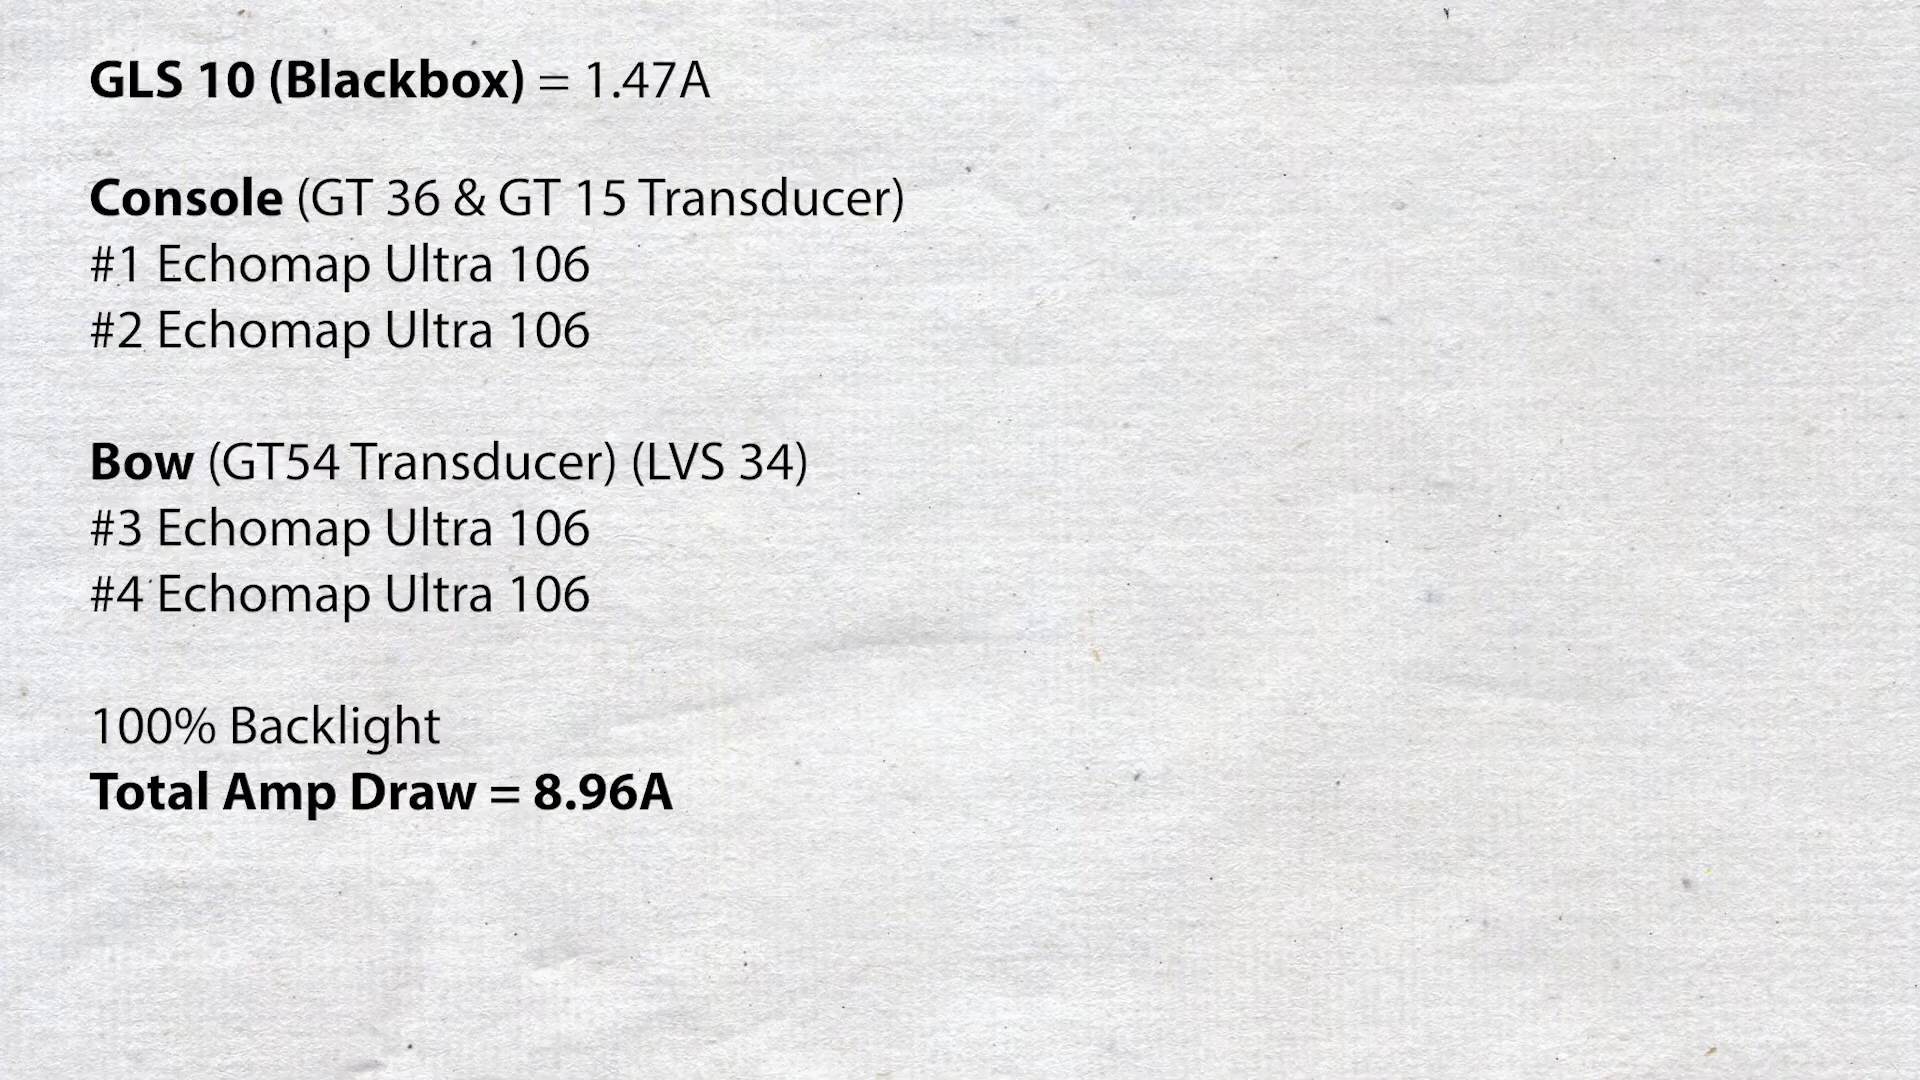 GLS 10 (Blackbox) = 1.47A
Console (GT 36 & GT 15 Transducer)
#1 Echomap Ultra 106
#2 Echomap Ultra 106
Bow (GT54 Transducer) (LVS 34)
#3 Echomap Ultra 106
#4 Echomap Ultra 106
100% Backlight
Total Amp Draw = 8.96A